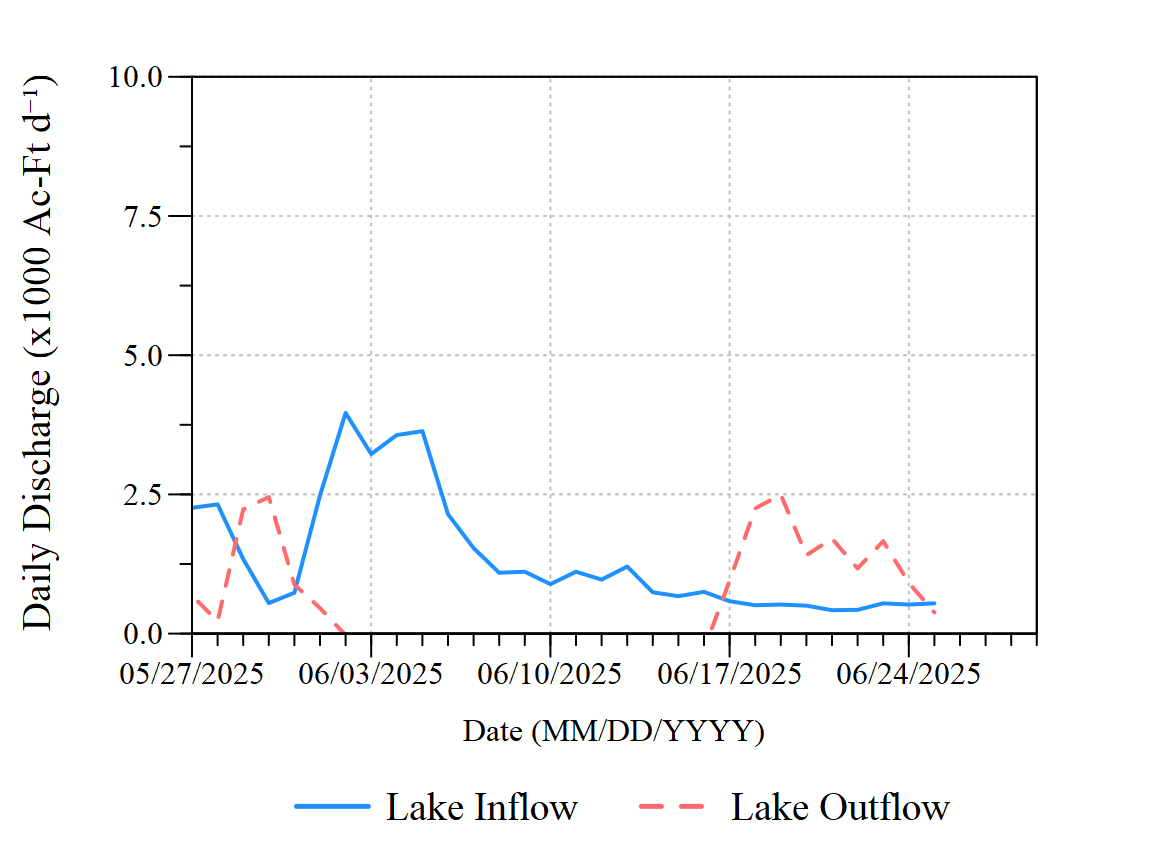 Daily Discharge (x1000 Ac-Ft d⁻¹)
10.0
7.5
5.0
2.5
0.0
05/27/2025 06/03/2025 06/10/2025 06/17/2025 06/24/2025
Date (MM/DD/YYYY)
Lake Inflow Lake Outflow